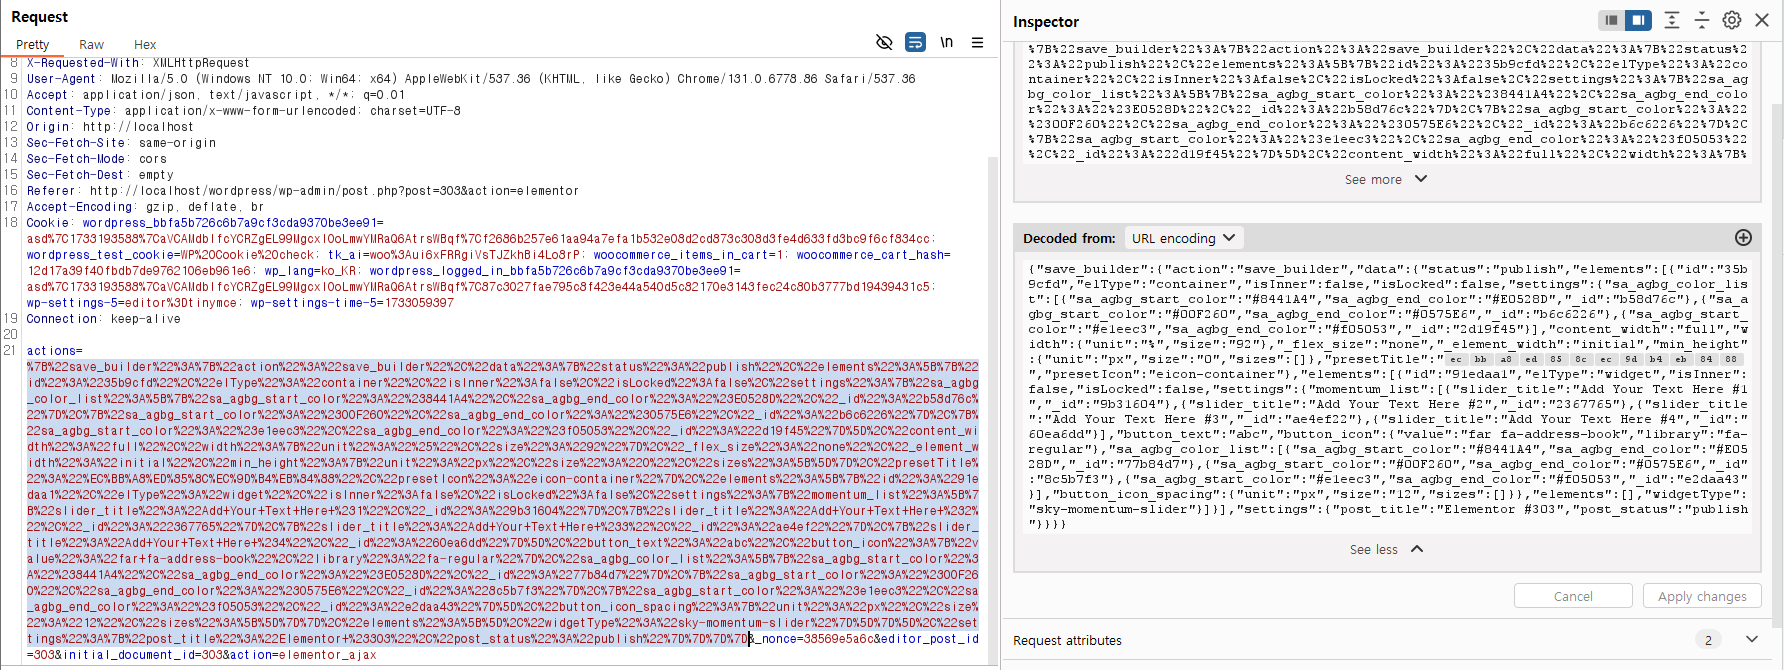 Request
Pretty Raw Hex
\n
8 X-Requested-With: XMLHttpRequest
9 User-Agent: Mozilla/5.0 (Windows NT 10.0; Win64; x64) AppleWebKit/537.36 (KHTML, like Gecko) Chrome/131.0.6778.86 Safari/537.36
10 Accept: application/json, text/javascript, */*; q=0.01
11 Content-Type: application/x-www-form-urlencoded; charset=UTF-8
12 Origin: http://localhost
13 Sec-Fetch-Site: same-origin
14 Sec-Fetch-Mode: cors
15 Sec-Fetch-Dest: empty
16 Referer: http://localhost/wordpress/wp-admin/post.php?post=303&action=elementor
17 Accept-Encoding: gzip, deflate, br
18 Cookie: wordpress_bbfa5b726c6b7a9cf3cda9370be3ee91=
wordpress_test_cookie=WP%20Cookie%20check; tk_ai=woo%3Aui6xFRRgiVsTJZkhBi4Lo8rP; woocommerce_items_in_cart=1; woocommerce_cart_hash=
12d17a39f40fbdb7de9762106eb961e6; wp_lang=ko_KR; wordpress_logged_in_bbfa5b726c6b7a9cf3cda9370be3ee91=
asd%7C1733193588%7C
wp-settings-5=editor%3Dtinymce; wp-settings-time-5=1733059397
19 Connection: keep-alive
20
21 actions=
%7B%22save_builder%22%3A%7B%22action%22%3A%22save_builder%22%2C%22data%22%3A%7B%22status%22%3A%22publish%22%2C%22elements%22%3A%5B%7B%22
id%22%3A%2235b9cfd%22%2C%22elType%22%3A%22container%22%2C%22isInner%22%3Afalse%2C%22isLocked%22%3Afalse%2C%22settings%22%3A%7B%22sa_agbg
_color_list%22%3A%5B%7B%22sa_agbg_start_color%22%3A%22%238441A4%22%2C%22sa_agbg_end_color%22%3A%22%23E0528D%22%2C%22_id%22%3A%22b58d76c%
22%7D%2C%7B%22sa_agbg_start_color%22%3A%22%2300F260%22%2C%22sa_agbg_end_color%22%3A%22%230575E6%22%2C%22_id%22%3A%22b6c6226%22%7D%2C%7B%
22sa_agbg_start_color%22%3A%22%23e1eec3%22%2C%22sa_agbg_end_color%22%3A%22%23f05053%22%2C%22_id%22%3A%222d19f45%22%7D%5D%2C%22content_wi
dth%22%3A%22full%22%2C%22width%22%3A%7B%22unit%22%3A%22%25%22%2C%22size%22%3A%2292%22%7D%2C%22_flex_size%22%3A%22none%22%2C%22_element_w
idth%22%3A%22initial%22%2C%22min_height%22%3A%7B%22unit%22%3A%22px%22%2C%22size%22%3A%220%22%2C%22sizes%22%3A%5B%5D%7D%2C%22presetTitle%
22%3A%22%EC%BB%A8%ED%85%8C%EC%9D%B4%EB%84%88%22%2C%22presetIcon%22%3A%22eicon-container%22%7D%2C%22elements%22%3A%5B%7B%22id%22%3A%2291e
daa1%22%2C%22elType%22%3A%22widget%22%2C%22isInner%22%3Afalse%2C%22isLocked%22%3Afalse%2C%22settings%22%3A%7B%22momentum_list%22%3A%5B%7
B%22slider_title%22%3A%22Add+Your+Text+Here+%231%22%2C%22_id%22%3A%229b31604%22%7D%2C%7B%22slider_title%22%3A%22Add+Your+Text+Here+%232%
22%2C%22_id%22%3A%222367765%22%7D%2C%7B%22slider_title%22%3A%22Add+Your+Text+Here+%233%22%2C%22_id%22%3A%22ae4ef22%22%7D%2C%7B%22slider_
title%22%3A%22Add+Your+Text+Here+%234%22%2C%22_id%22%3A%2260ea6dd%22%7D%5D%2C%22button_text%22%3A%22abc%22%2C%22button_icon%22%3A%7B%22v
alue%22%3A%22far+fa-address-book%22%2C%22library%22%3A%22fa-regular%22%7D%2C%22sa_agbg_color_list%22%3A%5B%7B%22sa_agbg_start_color%22%3
A%22%238441A4%22%2C%22sa_agbg_end_color%22%3A%22%23E0528D%22%2C%22_id%22%3A%2277b84d7%22%7D%2C%7B%22sa_agbg_start_color%22%3A%22%2300F26
0%22%2C%22sa_agbg_end_color%22%3A%22%230575E6%22%2C%22_id%22%3A%228c5b7f3%22%7D%2C%7B%22sa_agbg_start_color%22%3A%22%23e1eec3%22%2C%22sa
_agbg_end_color%22%3A%22%23f05053%22%2C%22_id%22%3A%22e2daa43%22%7D%5D%2C%22button_icon_spacing%22%3A%7B%22unit%22%3A%22px%22%2C%22size%
22%3A%2212%22%2C%22sizes%22%3A%5B%5D%7D%7D%2C%22elements%22%3A%5B%5D%2C%22widgetType%22%3A%22sky-momentum-slider%22%7D%5D%7D%5D%2C%22set
tings%22%3A%7B%22post_title%22%3A%22Elementor+%23303%22%2C%22post_status%22%3A%22publish%22%7D%7D%7D%7D&_nonce=38569e5a6c&editor_post_id
=303&initial_document_id=303&action=elementor_ajax
Inspector
%7B%22save_builder%22%3A%7B%22action%22%3A%22save_builder%22%2C%22data%22%3A%7B%22status%2
2%3A%22publish%22%2C%22elements%22%3A%5B%7B%22id%22%3A%2235b9cfd%22%2C%22elType%22%3A%22co
ntainer%22%2C%22isInner%22%3Afalse%2C%22isLocked%22%3Afalse%2C%22settings%22%3A%7B%22sa_ag
bg_color_list%22%3A%5B%7B%22sa_agbg_start_color%22%3A%22%238441A4%22%2C%22sa_agbg_end_colo
r%22%3A%22%23E0528D%22%2C%22_id%22%3A%22b58d76c%22%7D%2C%7B%22sa_agbg_start_color%22%3A%22
%2300F260%22%2C%22sa_agbg_end_color%22%3A%22%230575E6%22%2C%22_id%22%3A%22b6c6226%22%7D%2C
%7B%22sa_agbg_start_color%22%3A%22%23e1eec3%22%2C%22sa_agbg_end_color%22%3A%22%23f05053%22
%2C%22_id%22%3A%222d19f45%22%7D%5D%2C%22content_width%22%3A%22full%22%2C%22width%22%3A%7B%
See more
Decoded from: URL encoding
{"save_builder":{"action":"save_builder","data":{"status":"publish","elements":[{"id":"35b
9cfd","elType":"container","isInner":false,"isLocked":false,"settings":{"sa_agbg_color_lis
t":[{"sa_agbg_start_color":"#8441A4","sa_agbg_end_color":"#E0528D","_id":"b58d76c"},{"sa_a
gbg_start_color":"#00F260","sa_agbg_end_color":"#0575E6","_id":"b6c6226"},{"sa_agbg_start_
color":"#e1eec3","sa_agbg_end_color":"#f05053","_id":"2d19f45"}],"content_width":"full","w
idth":{"unit":"%","size":"92"},"_flex_size":"none","_element_width":"initial","min_height"
:{"unit":"px","size":"0","sizes":[]},"presetTitle":" ec bb a8 ed 85 8c ec 9d b4 eb 84 88
","presetIcon":"eicon-container"},"elements":[{"id":"91edaa1","elType":"widget","isInner":
false,"isLocked":false,"settings":{"momentum_list":[{"slider_title":"Add Your Text Here #1
","_id":"9b31604"},{"slider_title":"Add Your Text Here #2","_id":"2367765"},{"slider_title
":"Add Your Text Here #3","_id":"ae4ef22"},{"slider_title":"Add Your Text Here #4","_id":"
60ea6dd"}],"button_text":"abc","button_icon":{"value":"far fa-address-book","library":"fa-
regular"},"sa_agbg_color_list":[{"sa_agbg_start_color":"#8441A4","sa_agbg_end_color":"#E05
28D","_id":"77b84d7"},{"sa_agbg_start_color":"#00F260","sa_agbg_end_color":"#0575E6","_id"
:"8c5b7f3"},{"sa_agbg_start_color":"#e1eec3","sa_agbg_end_color":"#f05053","_id":"e2daa43"
}],"button_icon_spacing":{"unit":"px","size":"12","sizes":[]}},"elements":[],"widgetType":
"sky-momentum-slider"}]}],"settings":{"post_title":"Elementor #303","post_status":"publish
"}}}}
See less
Cancel Apply changes
Request attributes 2